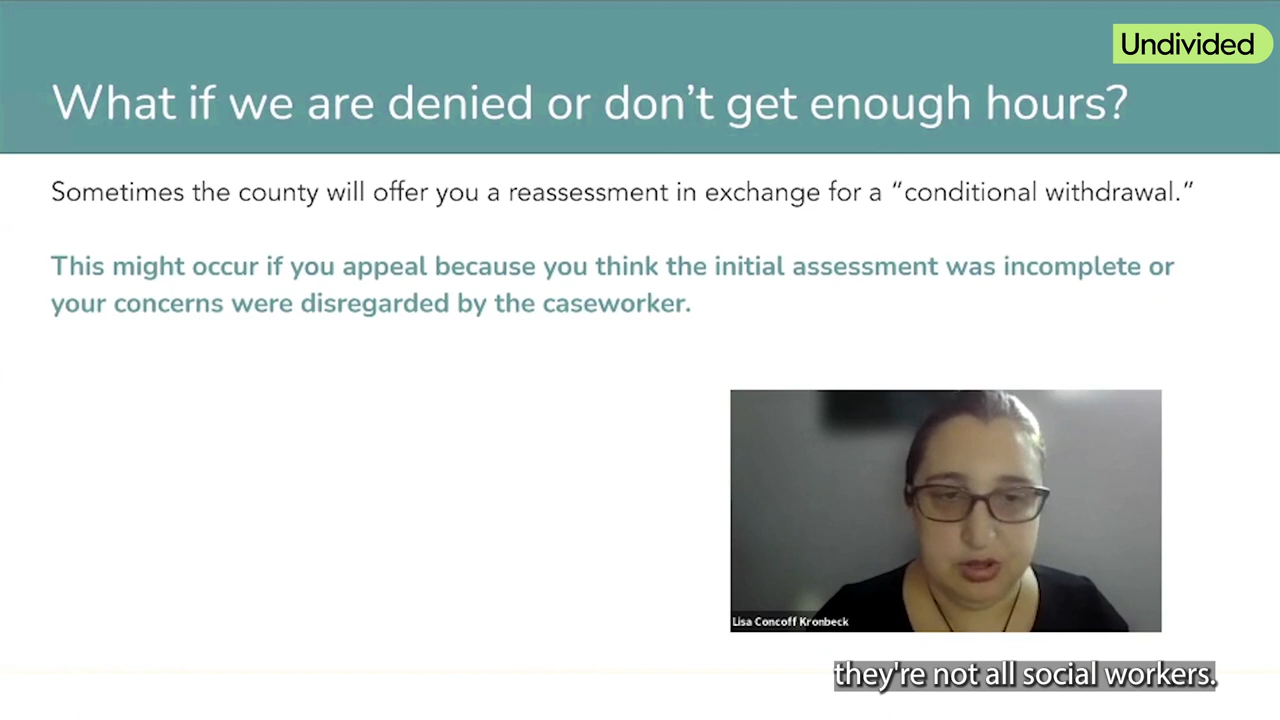 Undivided
What if we are denied or don’t get enough hours?
Sometimes the county will offer you a reassessment in exchange for a “conditional withdrawal.”
This might occur if you appeal because you think the initial assessment was incomplete or
your concerns were disregarded by the caseworker.
Lisa Concoff Kronbeck
they're not all social workers.